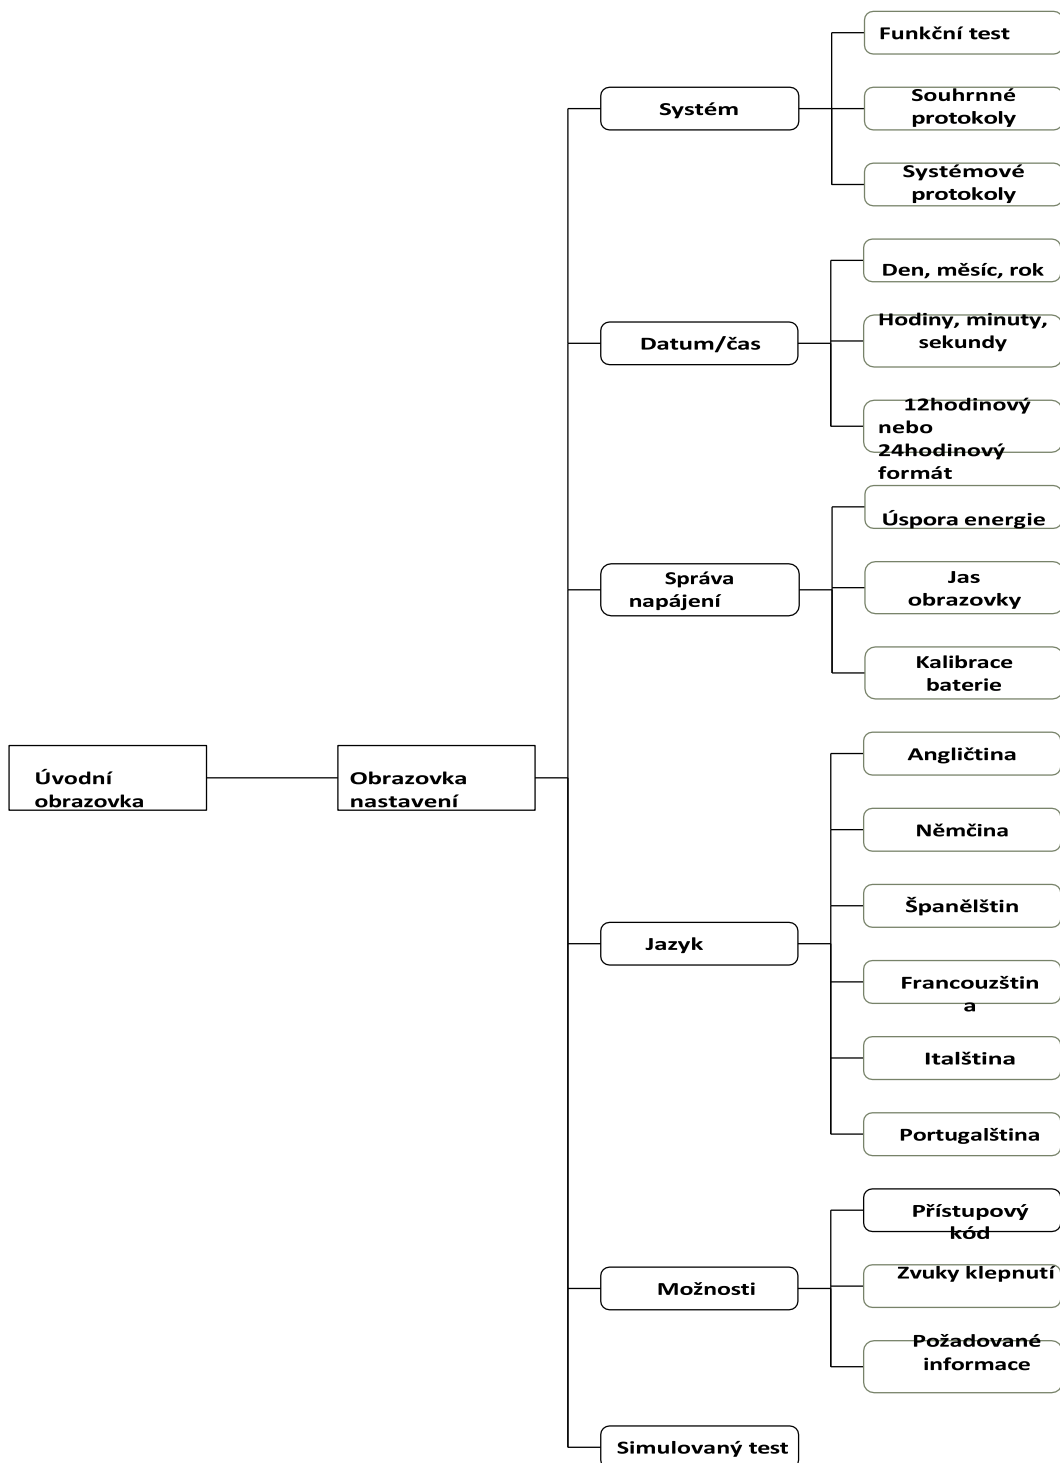 Funkční test
Souhrnné
protokoly
Systém
Systémové
protokoly
Den, měsíc, rok
Hodiny, minuty,
sekundy
Datum/čas
12hodinový
nebo
24hodinový
formát
Úspora energie
Správa
napájení
Jas
obrazovky
Kalibrace
baterie
Úvodní
obrazovka
Obrazovka
nastavení
Angličtina
Němčina
Španělštin
Jazyk
Francouzštin
a
Italština
Portugalština
Přístupový
kód
Zvuky klepnutí
Možnosti
Požadované
informace
Simulovaný test